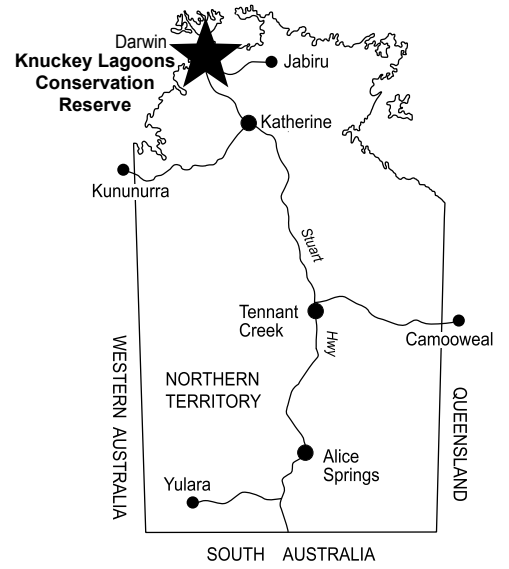 Darwin
Knuckey Lagoons
Conservation
Reserve
Jabiru
Katherine
Kununurra
Stuart
Tennant
Creek
Hwy
Camooweal
WESTERN AUSTRALIA
NORTHERN
TERRITORY
QUEENSLAND
Alice
Springs
Yulara
SOUTH AUSTRALIA